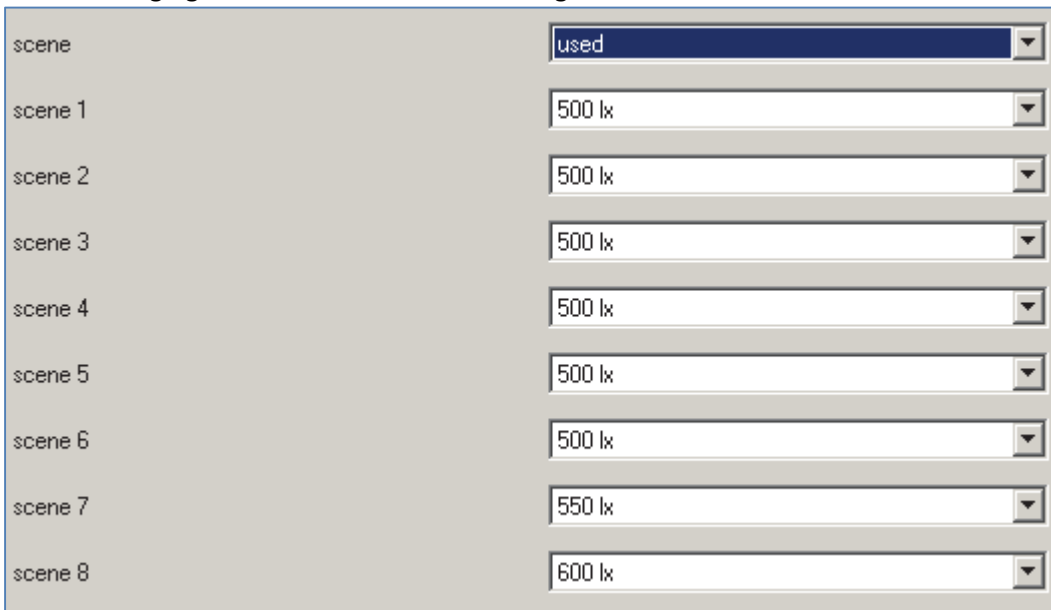 scene used
scene 1 500 lx
scene 2 500 lx
scene 3 500 lx
scene 4 500 lx
scene 5 500 lx
scene 6 500 lx
scene 7 550 lx
scene 8 600 lx